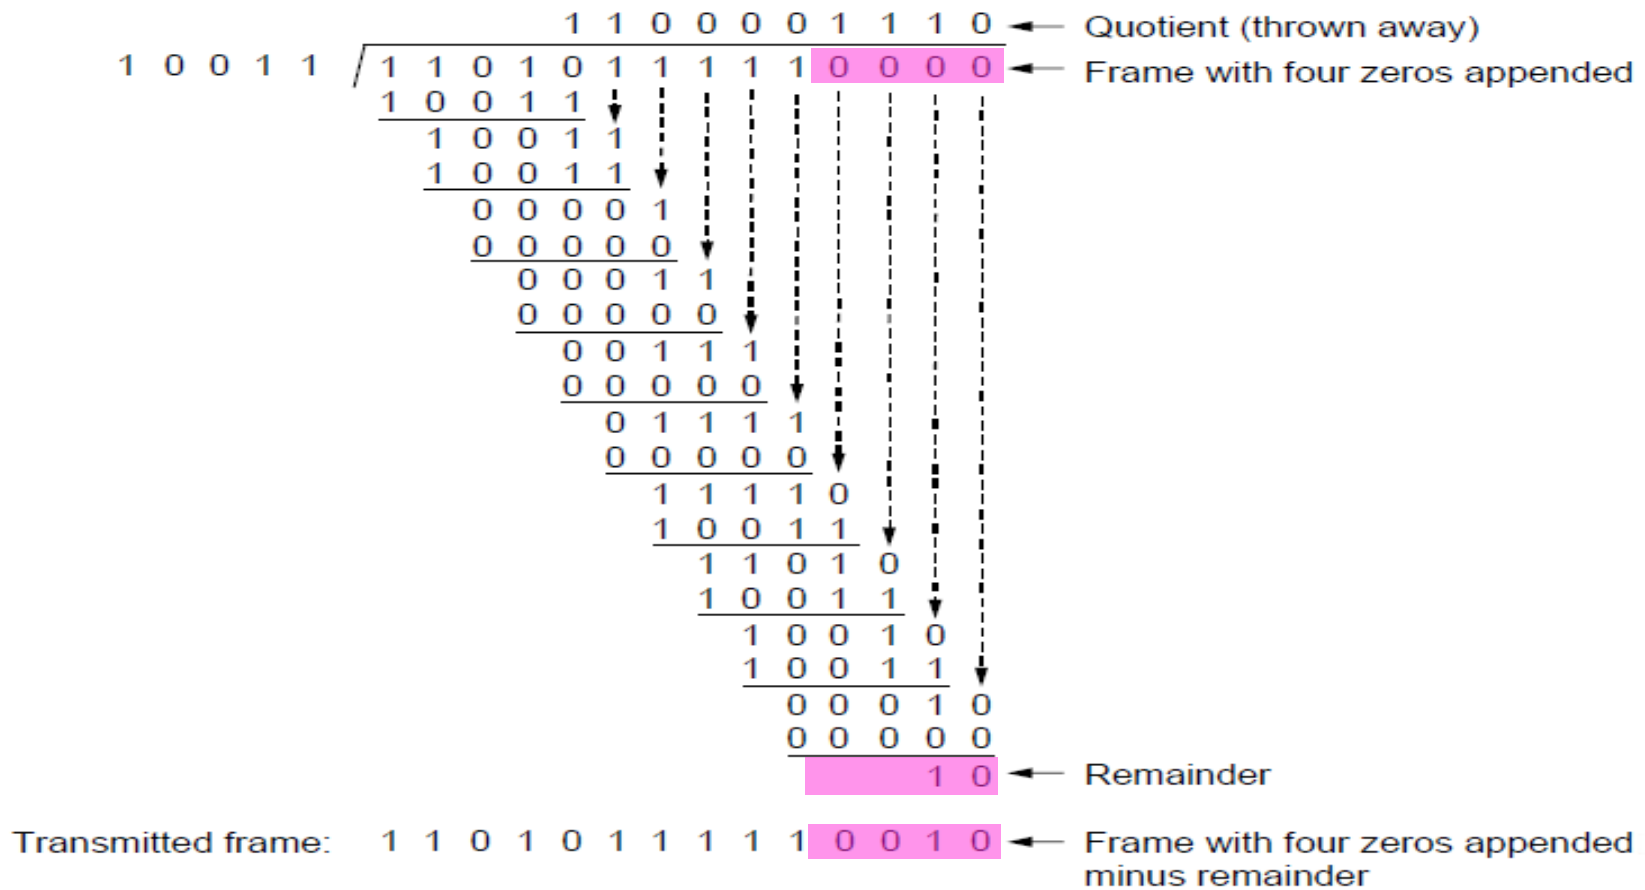 1 1 0 0 0 0 1 1 1 0 Quotient (thrown away)
1 0 0 1 1 1 1 0 1 0 1 1 1 1 1 0 0 0 0 Frame with four zeros appended
1 0 0 1 1
1 0 0 1 1
1 0 0 1 1
0 0 0 0 1
0 0 0 0 0
0 0 0 1 1
0 0 0 0 0
0 0 1 1 1
0 0 0 0 0
0 1 1 1 1
0 0 0 0 0
1 1 1 1 0
1 0 0 1 1
1 1 0 1 0
1 0 0 1 1
1 0 0 1 0
1 0 0 1 1
0 0 0 1 0
0 0 0 0 0
1 0 Remainder
Transmitted frame: 1 1 0 1 0 1 1 1 1 1 0 0 1 0 Frame with four zeros appended
minus remainder